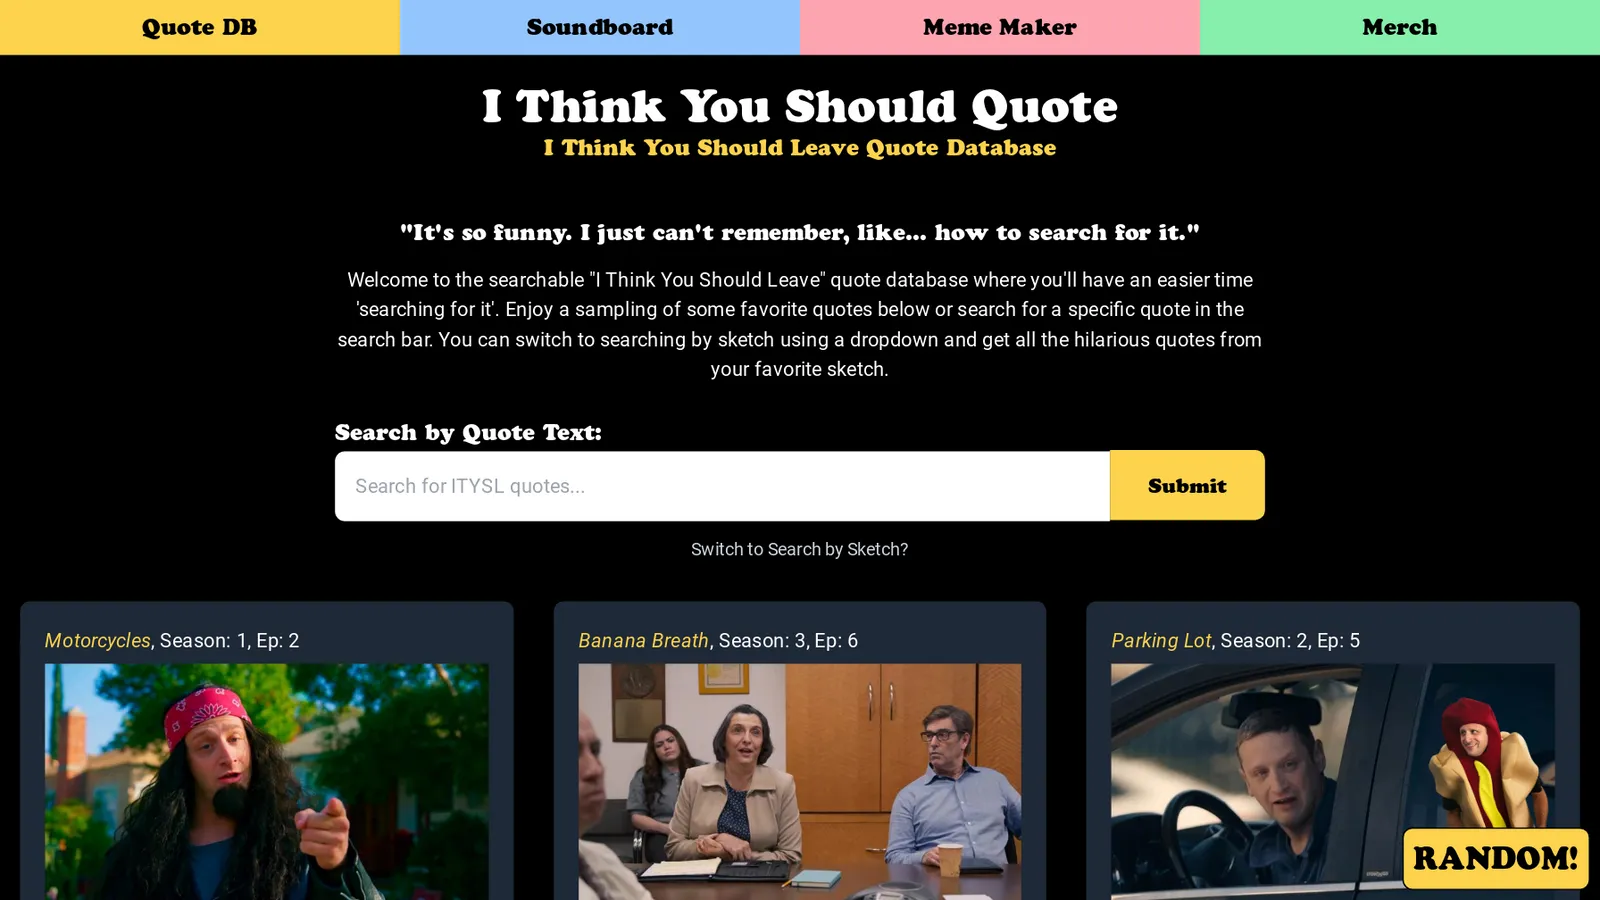 Quote DB
Soundboard
Meme Maker
Merch
I Think You Should Quote
I Think You Should Leave Quote Database
"It's so funny. I just can't remember, like... how to search for it."
Welcome to the searchable "I Think You Should Leave" quote database where you'll have an easier time
'searching for it'. Enjoy a sampling of some favorite quotes below or search for a specific quote in the
search bar. You can switch to searching by sketch using a dropdown and get all the hilarious quotes from
your favorite sketch.
Search by Quote Text:
Search for ITYSL quotes...
Submit
Switch to Search by Sketch?
Motorcycles, Season: 1, Ep: 2
Banana Breath, Season: 3, Ep: 6
Parking Lot, Season: 2, Ep: 5
RANDOM!